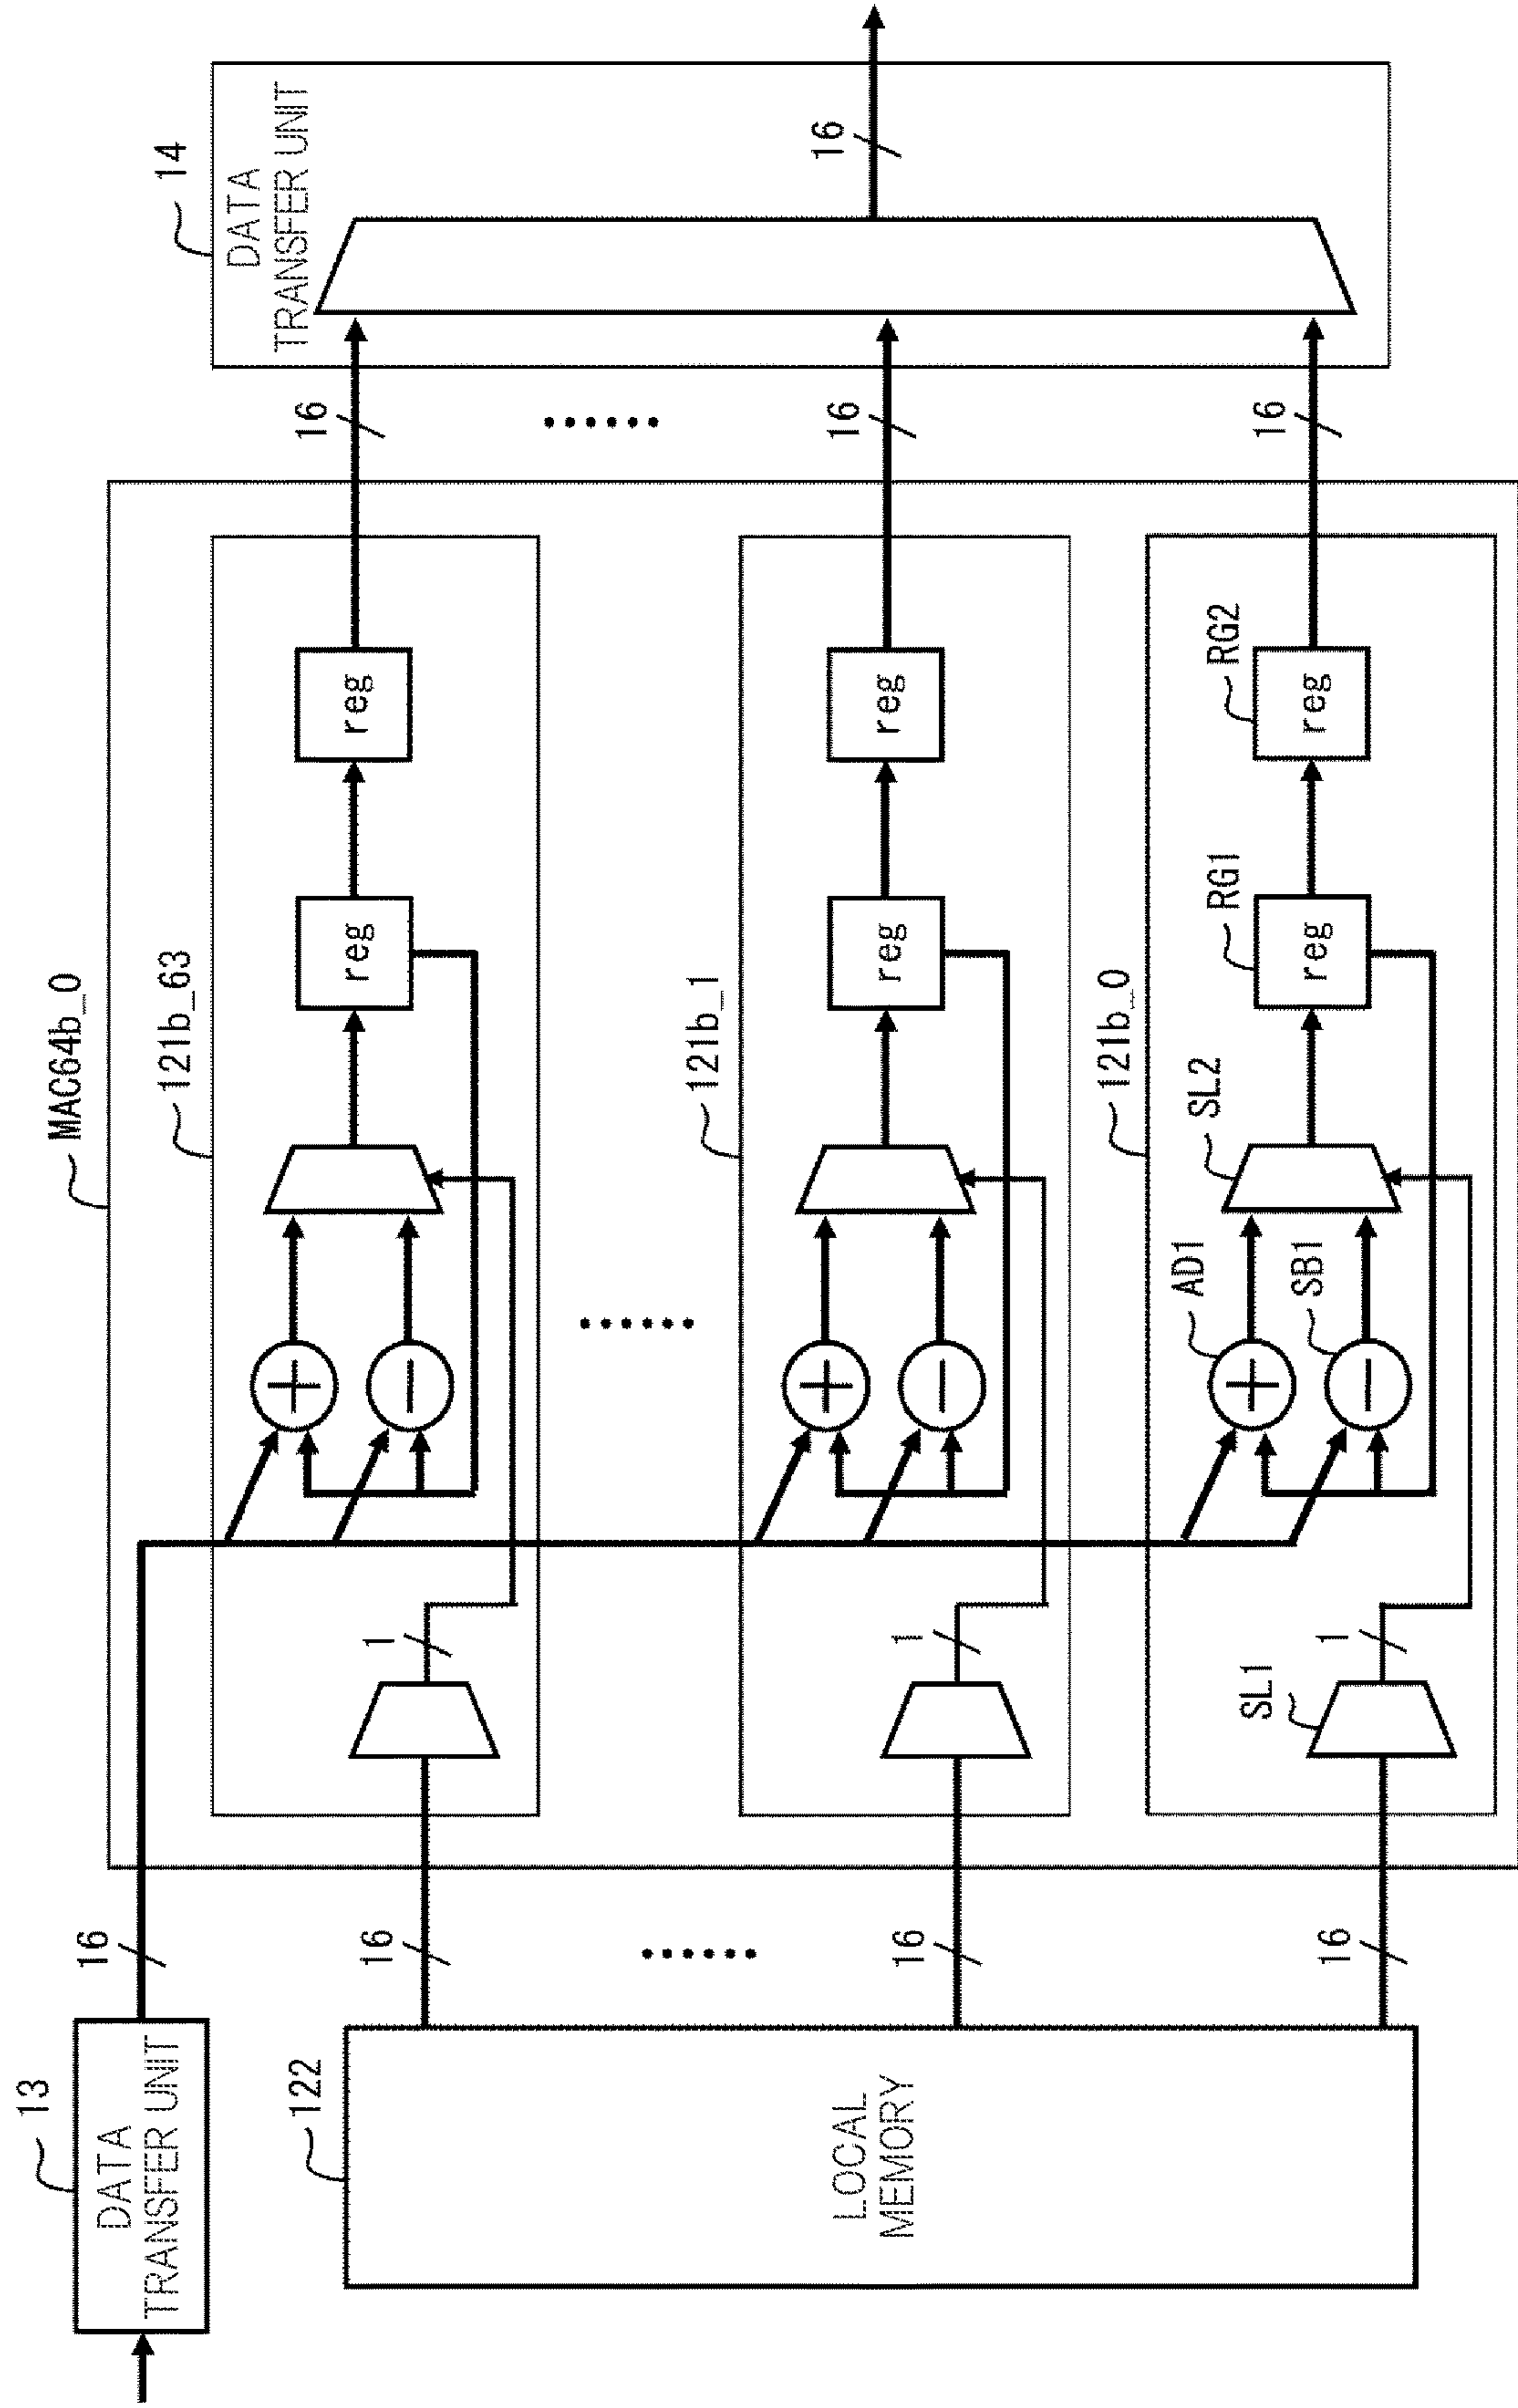 13
DATA
TRANSFER UNIT
16
122
LOCAL
MEMORY
16
16
16
MAC64b_0
121b_63
1
+
−
reg
reg
121b_1
1
+
−
reg
reg
121b_0
SL1
1
AD1
+
SB1
−
SL2
RG1
reg
RG2
reg
16
16
16
14
DATA
TRANSFER UNIT
16